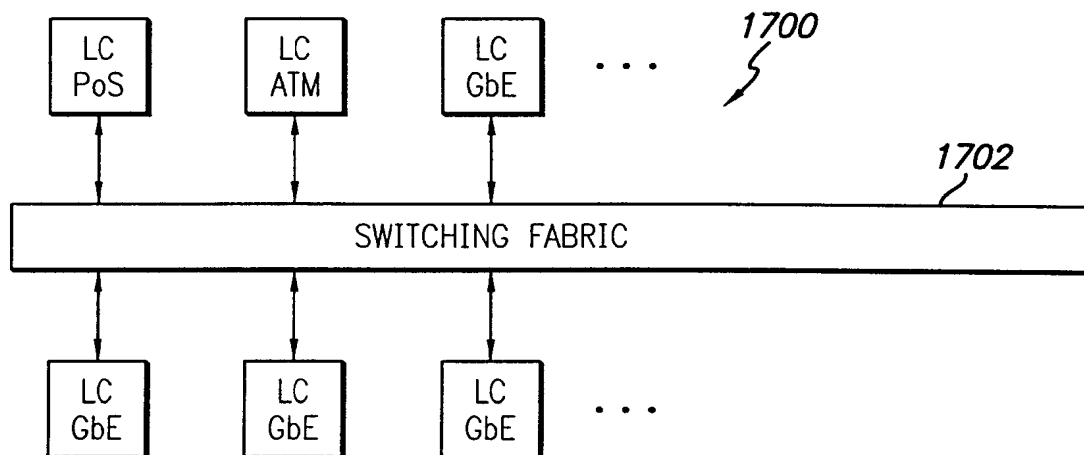 LC
PoS
LC
ATM
LC
GbE
. . .
1700
1702
SWITCHING FABRIC
LC
GbE
LC
GbE
LC
GbE
. . .